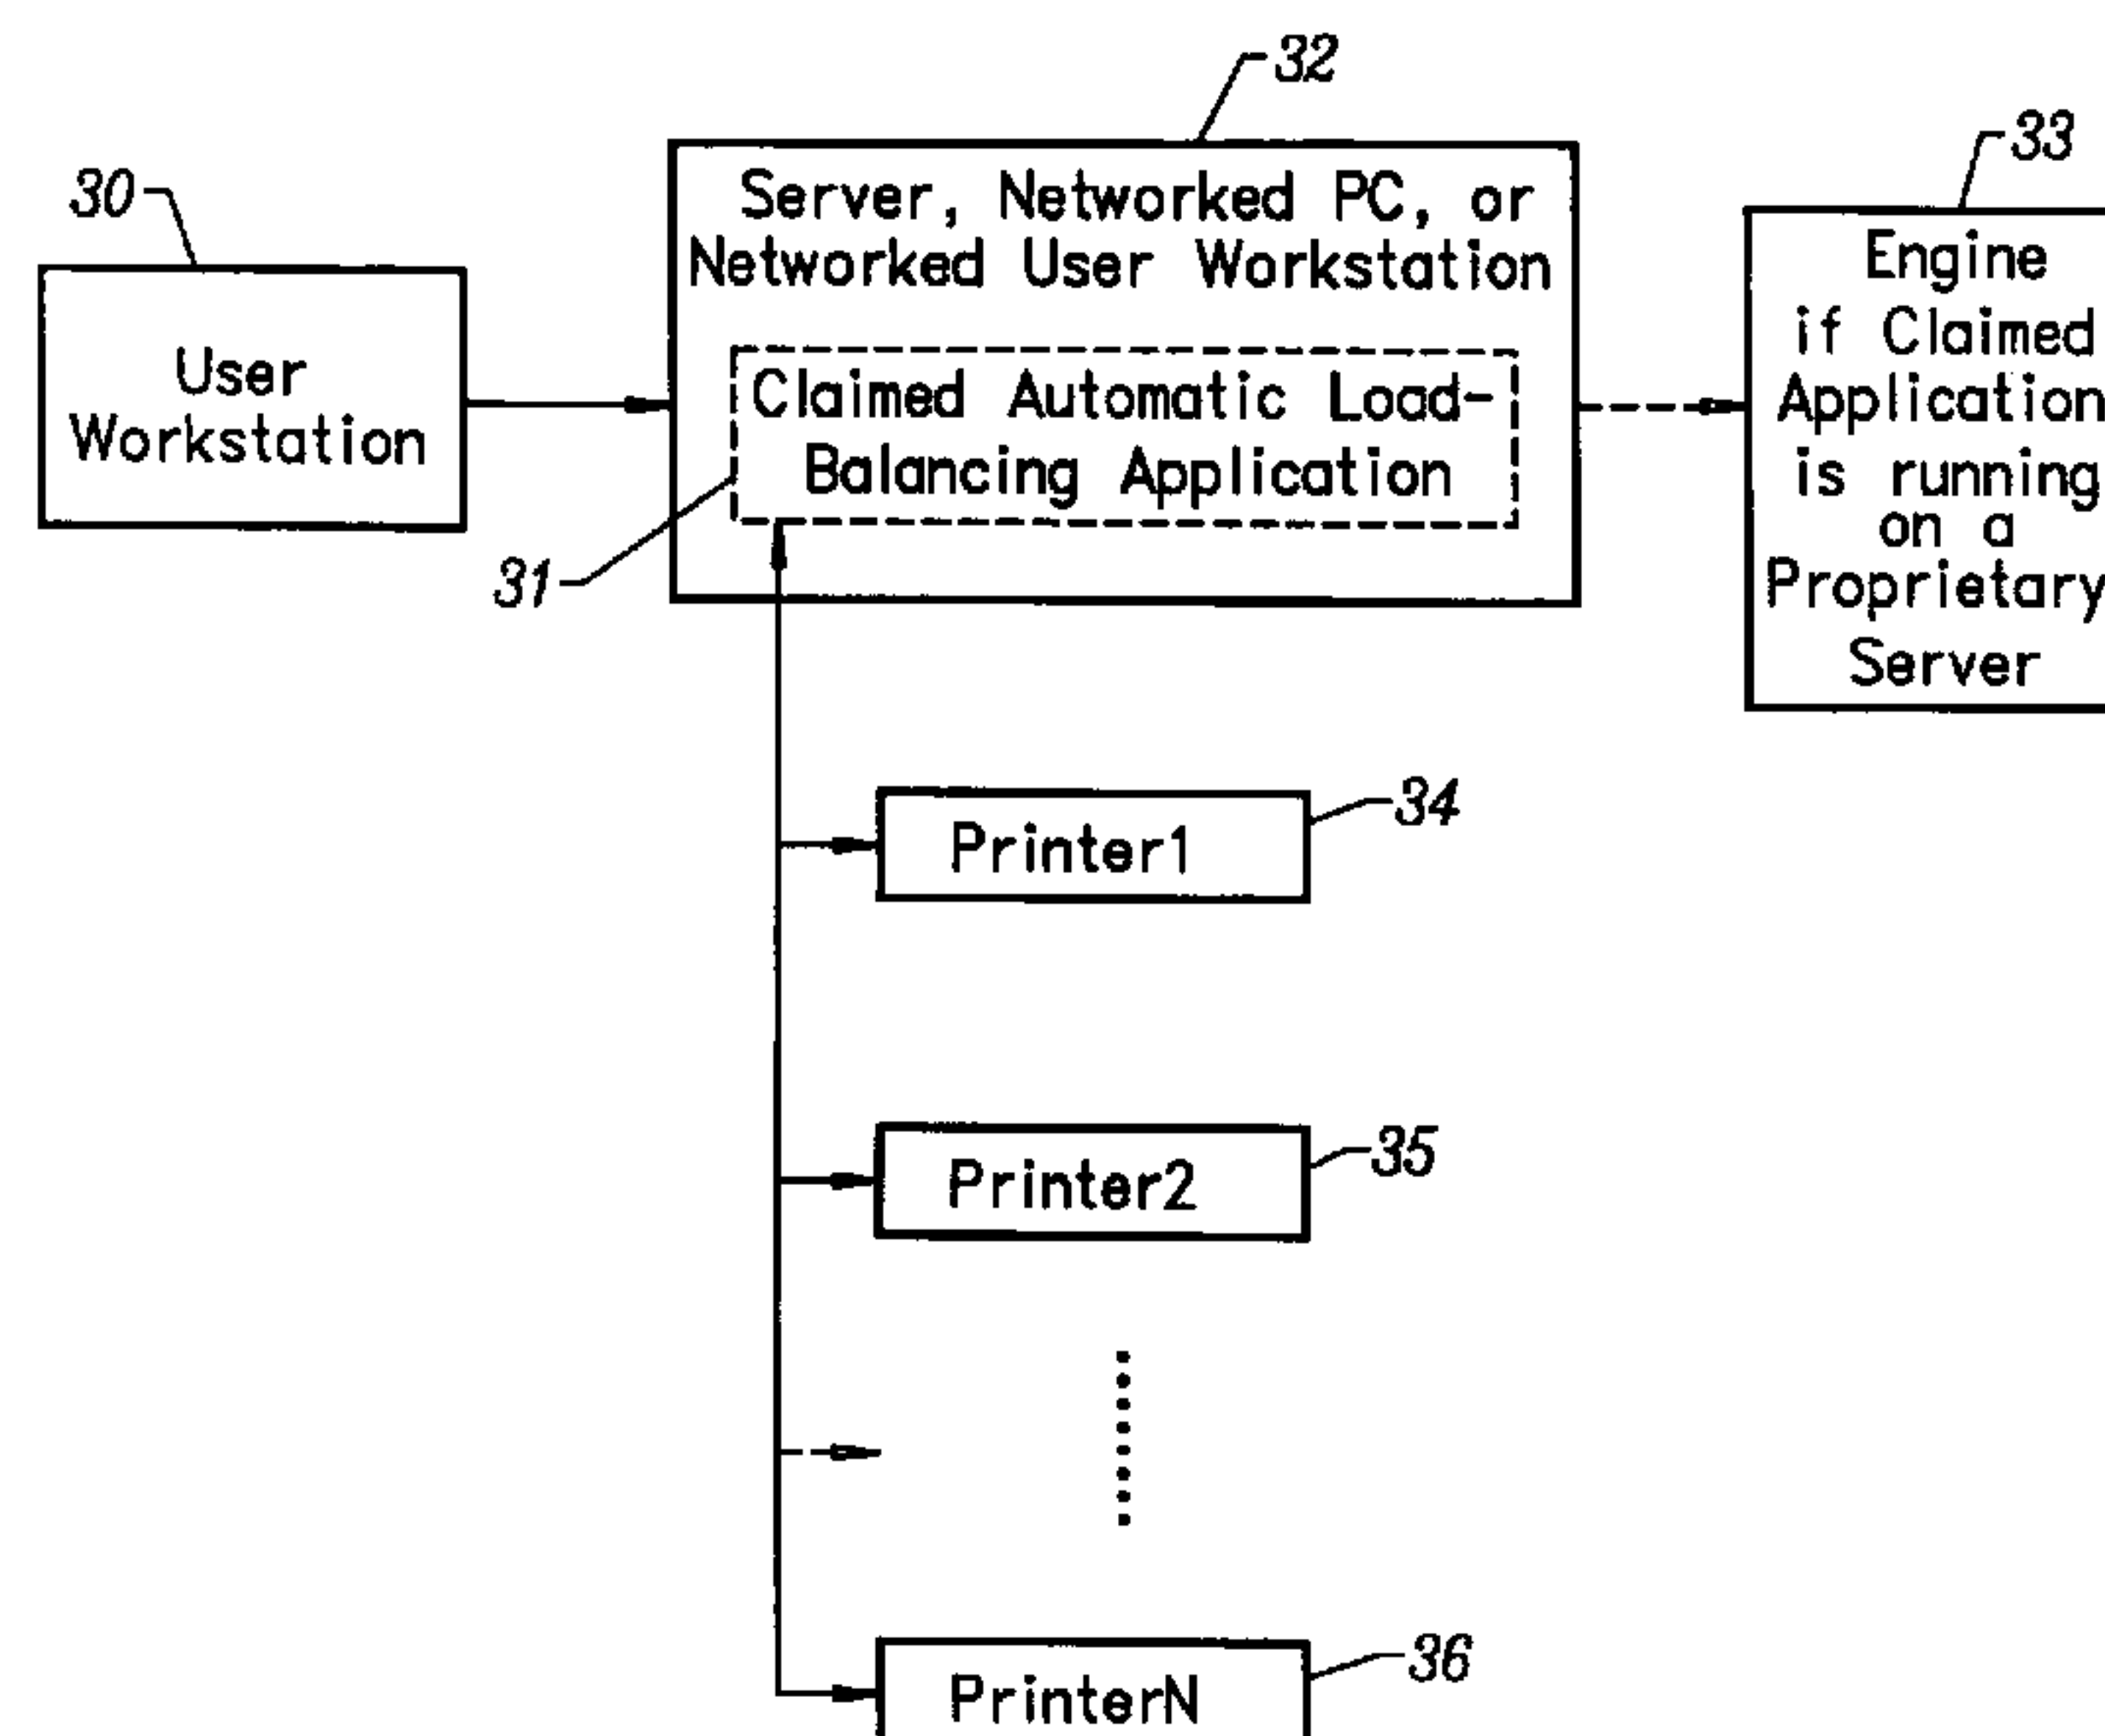 32
33
30
Server, Networked PC, or
Networked User Workstation
Engine
if Claimed
Application
is running
on a
Proprietary
Server
User
Workstation
Claimed Automatic Load-
Balancing Application
31
34
Printer1
35
Printer2
36
PrinterN